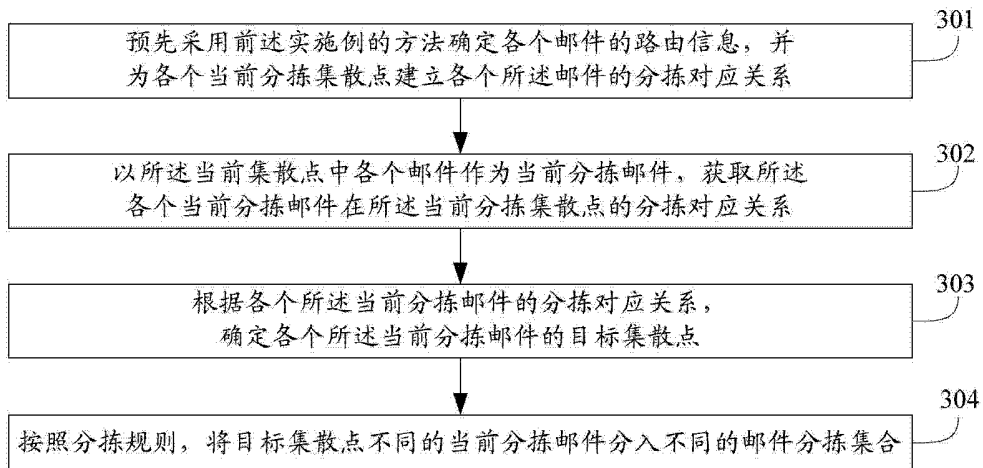 预先采用前述实施例的方法确定各个邮件的路由信息，并
为各个当前分拣集散点建立各个所述邮件的分拣对应关系
301
以所述当前集散点中各个邮件作为当前分拣邮件，获取所述
各个当前分拣邮件在所述当前分拣集散点的分拣对应关系
302
根据各个所述当前分拣邮件的分拣对应关系，
确定各个所述当前分拣邮件的目标集散点
303
按照分拣规则，将目标集散点不同的当前分拣邮件分入不同的邮件分拣集合
304